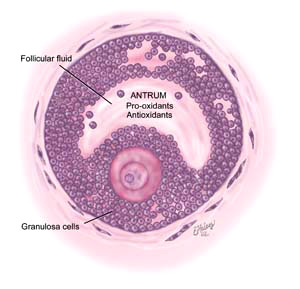 Follicular fluid
ANTRUM
Pro-oxidants
Antioxidants
Granulosa cells